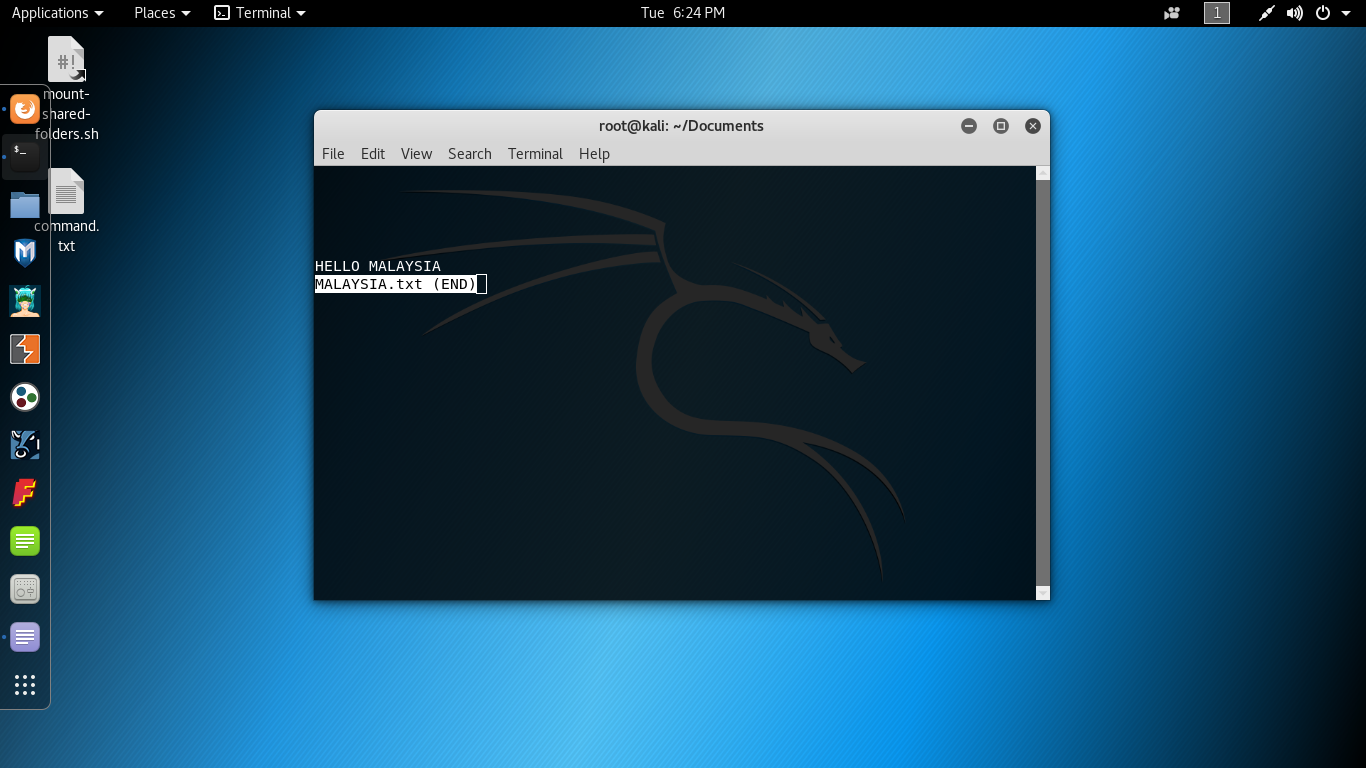 Applications Places Terminal Tue 6:24 PM 1
#!
mount-
shared-
folders.sh
$_
command.
txt
root@kali: ~/Documents
File Edit View Search Terminal Help
HELLO MALAYSIA
MALAYSIA.txt (END)